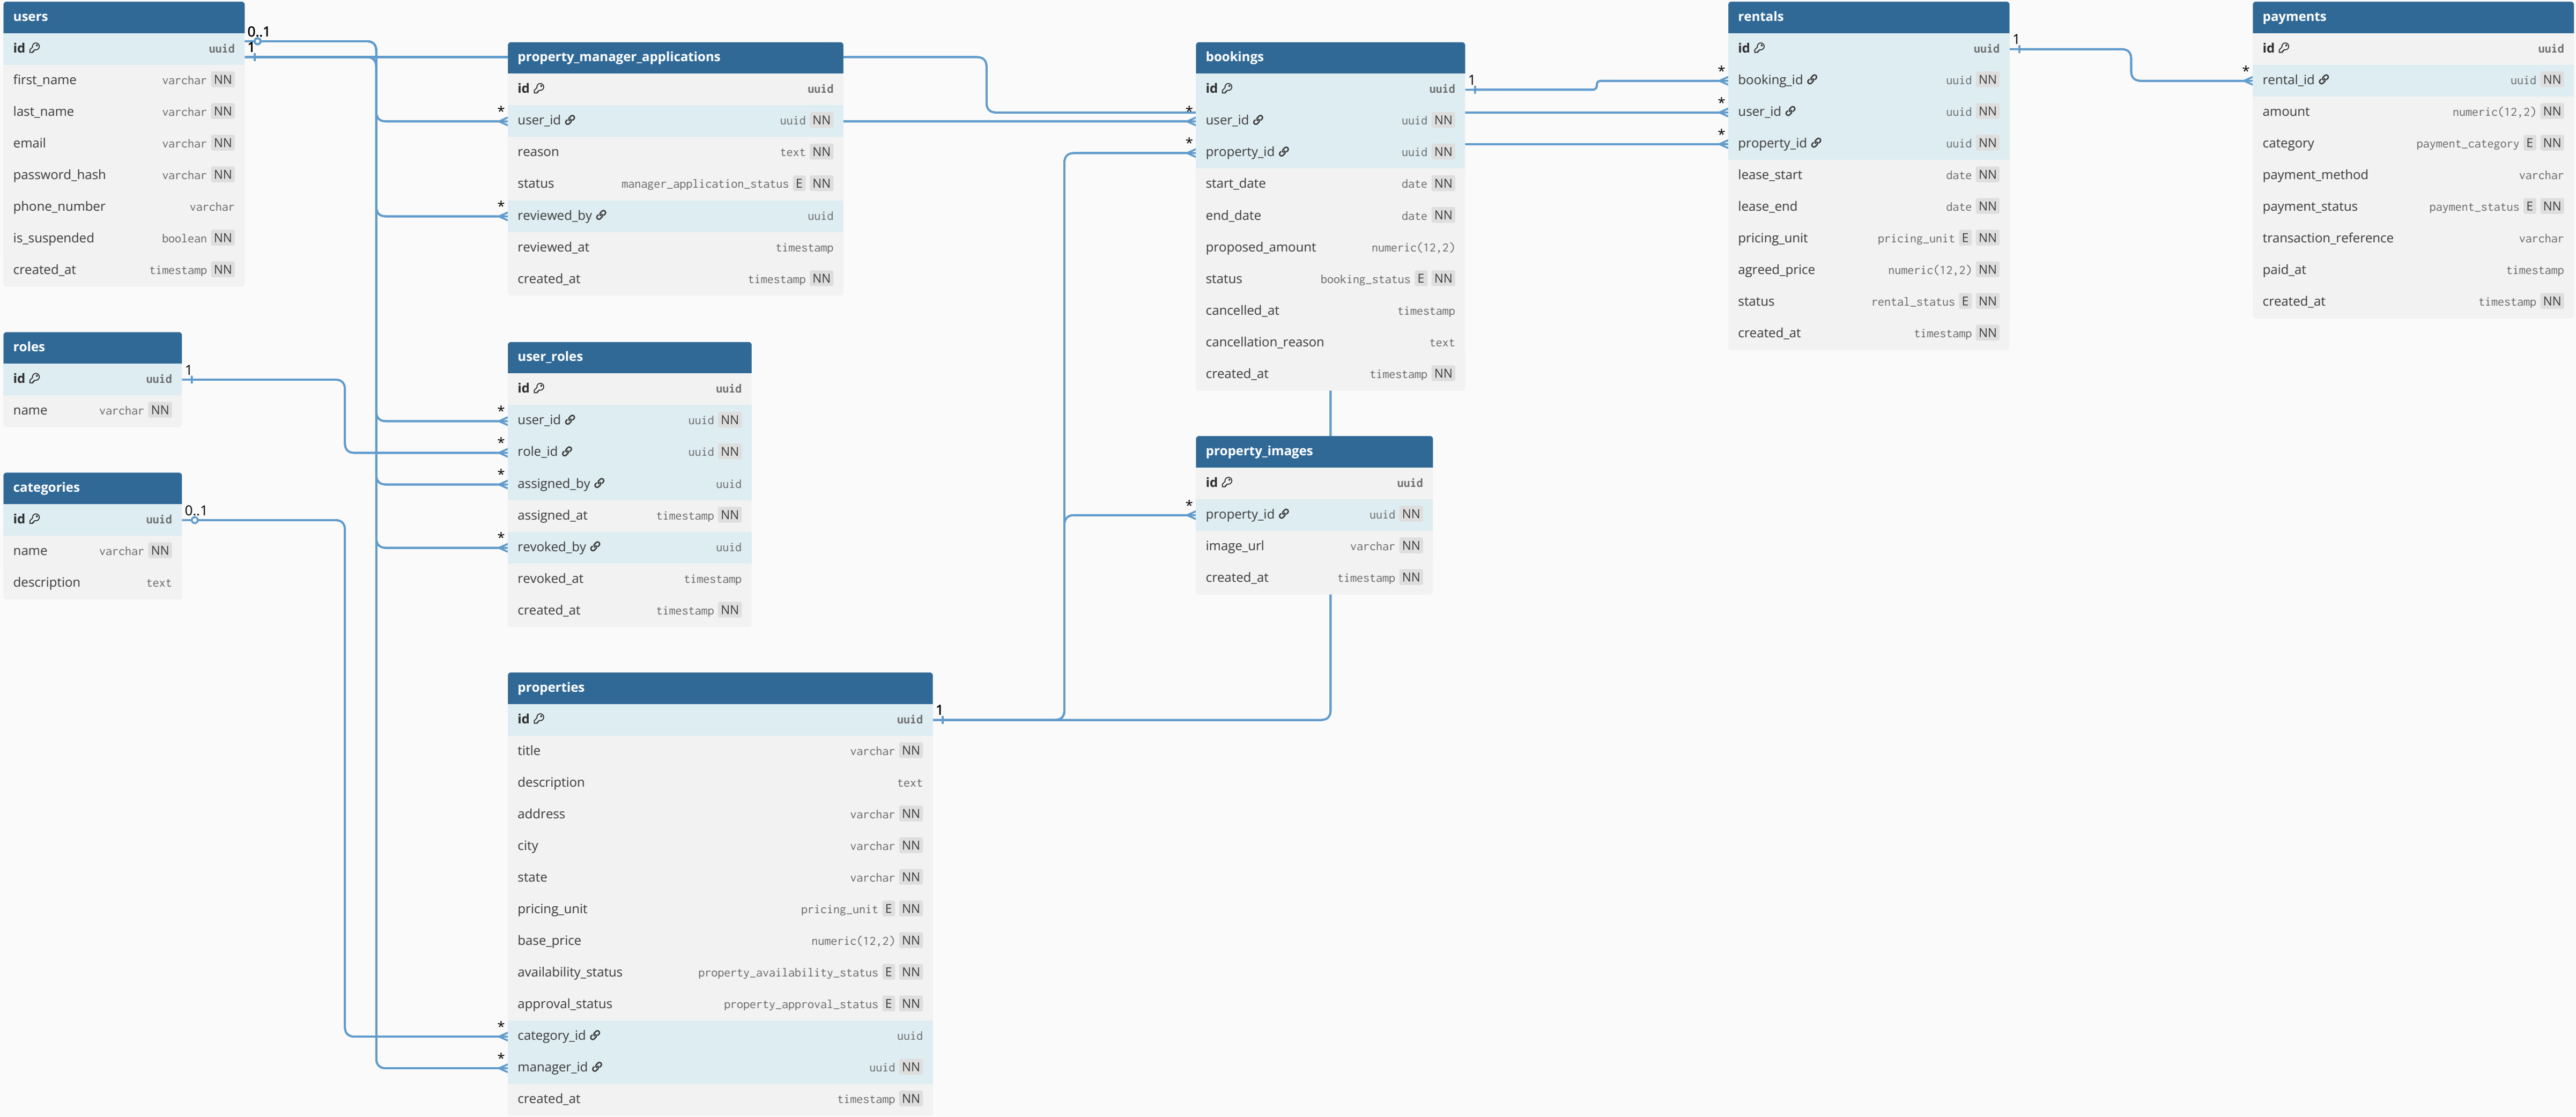 users
id uuid
first_name varchar NN
last_name varchar NN
email varchar NN
password_hash varchar NN
phone_number varchar
is_suspended boolean NN
created_at timestamp NN
0..1
1
roles
id uuid
name varchar NN
1
categories
id uuid
name varchar NN
description text
0..1
property_manager_applications
id uuid
* user_id uuid NN
reason text NN
status manager_application_status E NN
* reviewed_by uuid
reviewed_at timestamp
created_at timestamp NN
user_roles
id uuid
* user_id uuid NN
* role_id uuid NN
* assigned_by uuid
assigned_at timestamp NN
* revoked_by uuid
revoked_at timestamp
created_at timestamp NN
properties
id uuid 1
title varchar NN
description text
address varchar NN
city varchar NN
state varchar NN
pricing_unit pricing_unit E NN
base_price numeric(12,2) NN
availability_status property_availability_status E NN
approval_status property_approval_status E NN
* category_id uuid
* manager_id uuid NN
created_at timestamp NN
bookings
id uuid 1
* user_id uuid NN
* property_id uuid NN
start_date date NN
end_date date NN
proposed_amount numeric(12,2)
status booking_status E NN
cancelled_at timestamp
cancellation_reason text
created_at timestamp NN
property_images
id uuid
* property_id uuid NN
image_url varchar NN
created_at timestamp NN
rentals
id uuid 1
* booking_id uuid NN
* user_id uuid NN
* property_id uuid NN
lease_start date NN
lease_end date NN
pricing_unit pricing_unit E NN
agreed_price numeric(12,2) NN
status rental_status E NN
created_at timestamp NN
payments
id uuid
* rental_id uuid NN
amount numeric(12,2) NN
category payment_category E NN
payment_method varchar
payment_status payment_status E NN
transaction_reference varchar
paid_at timestamp
created_at timestamp NN